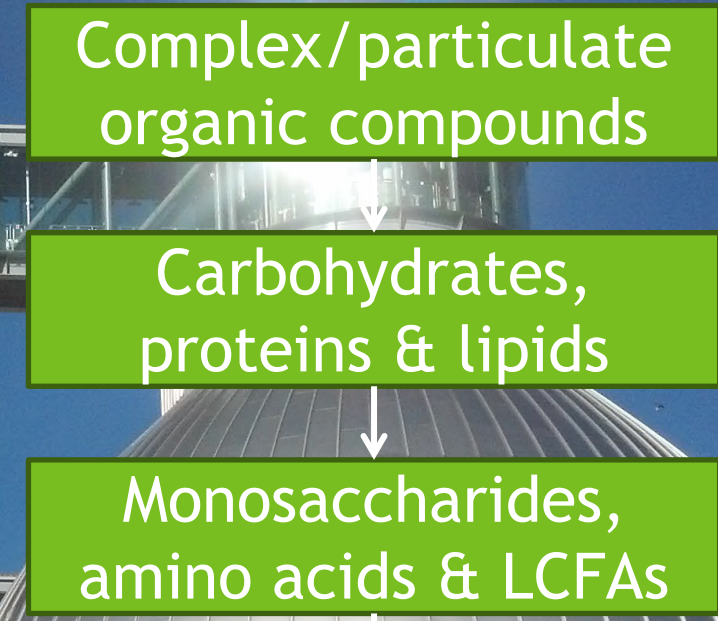 Complex/particulate
organic compounds
Carbohydrates,
proteins & lipids
Monosaccharides,
amino acids & LCFAs